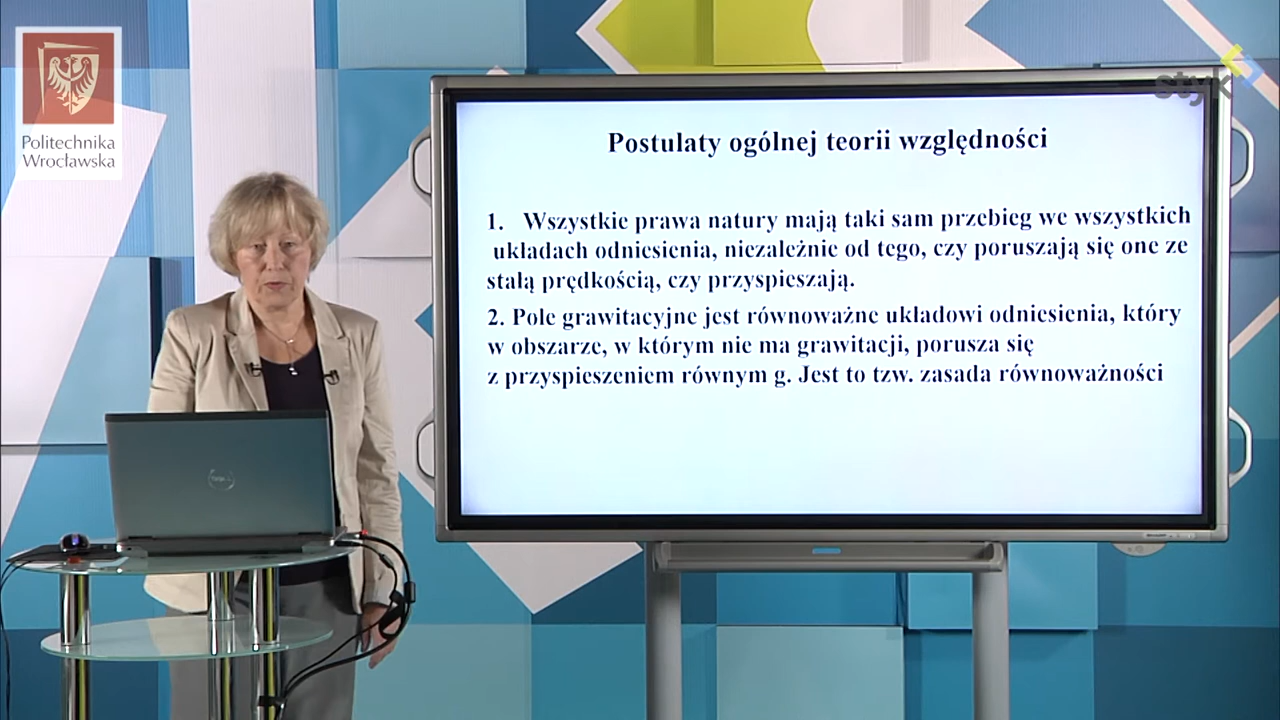 Politechnika
Wrocławska
styk
Postulaty ogólnej teorii względności
1. Wszystkie prawa natury mają taki sam przebieg we wszystkich
układach odniesienia, niezależnie od tego, czy poruszają się one ze
stałą prędkością, czy przyspieszają.
2. Pole grawitacyjne jest równoważne układowi odniesienia, który
w obszarze, w którym nie ma grawitacji, porusza się
z przyspieszeniem równym g. Jest to tzw. zasada równoważności
DELL